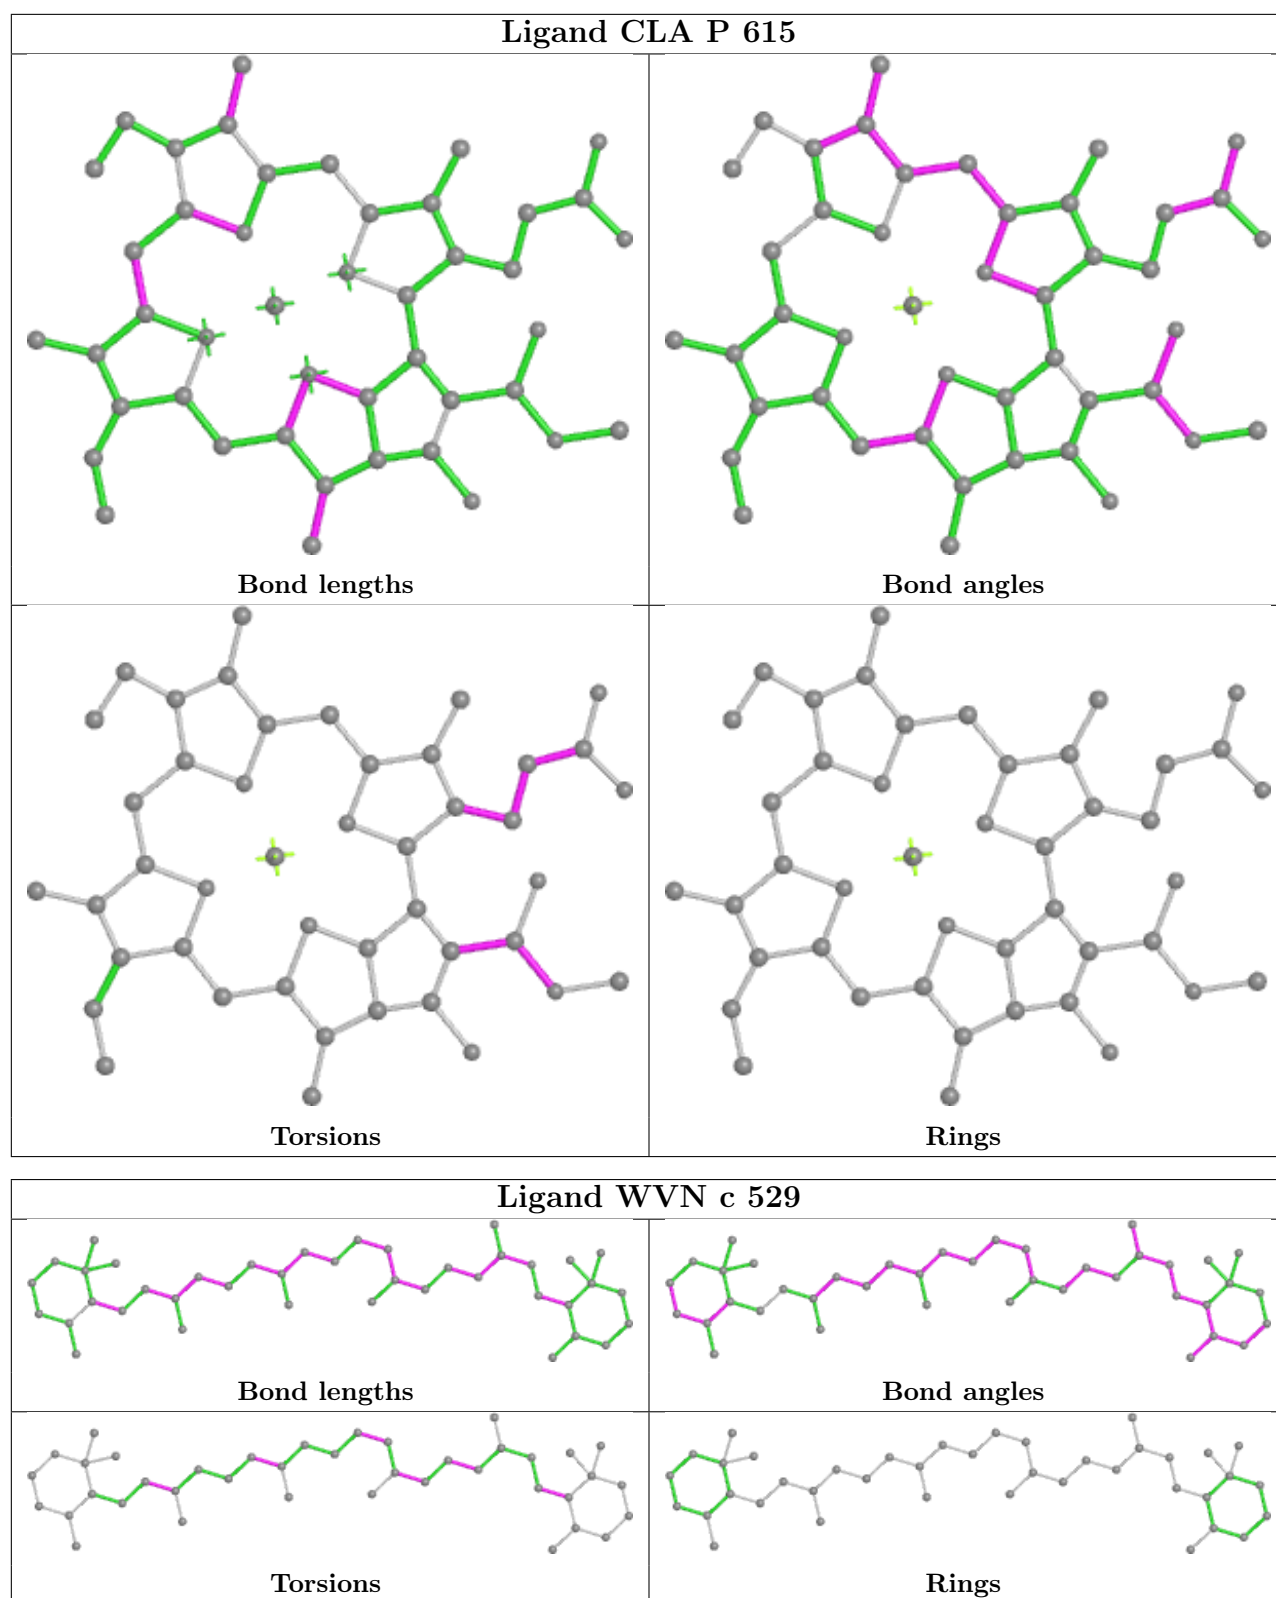 Ligand CLA P 615
Bond lengths
Bond angles
Torsions
Rings
Ligand WVN c 529
Bond lengths
Bond angles
Torsions
Rings